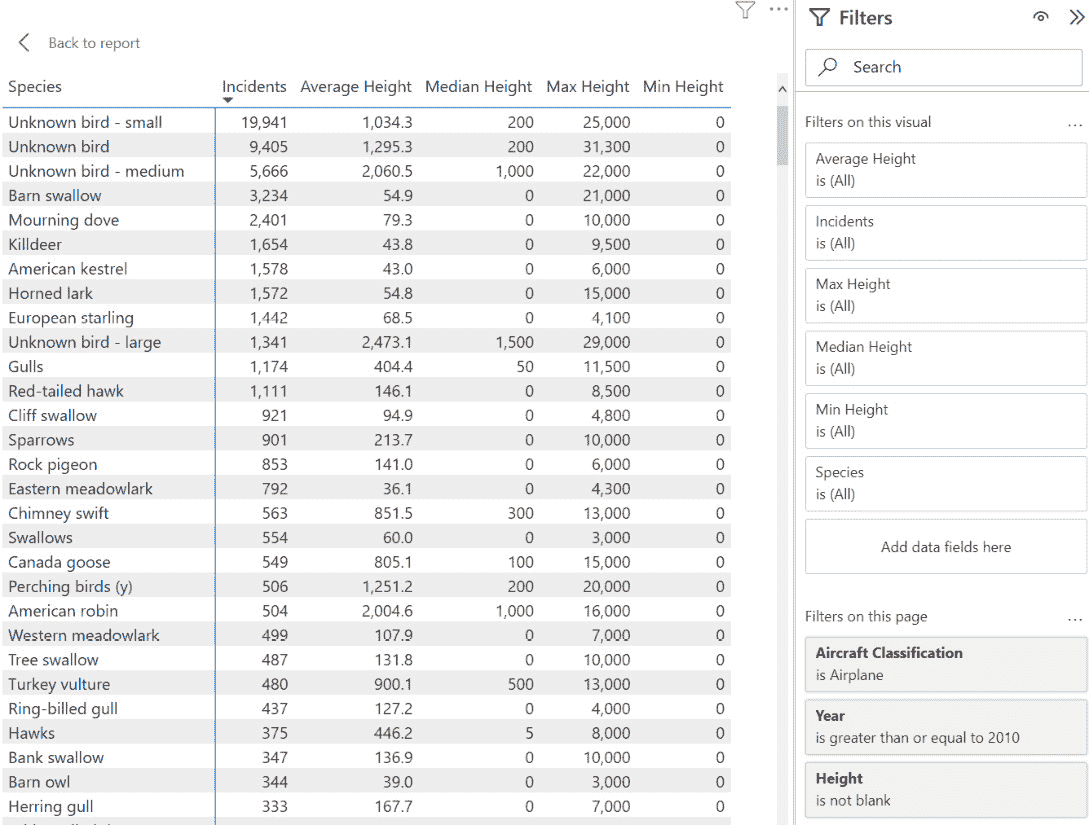 Back to report
Species Incidents Average Height Median Height Max Height Min Height
Unknown bird - small 19,941 1,034.3 200 25,000 0
Unknown bird 9,405 1,295.3 200 31,300 0
Unknown bird - medium 5,666 2,060.5 1,000 22,000 0
Barn swallow 3,234 54.9 0 21,000 0
Mourning dove 2,401 79.3 0 10,000 0
Killdeer 1,654 43.8 0 9,500 0
American kestrel 1,578 43.0 0 6,000 0
Horned lark 1,572 54.8 0 15,000 0
European starling 1,442 68.5 0 4,100 0
Unknown bird - large 1,341 2,473.1 1,500 29,000 0
Gulls 1,174 404.4 50 11,500 0
Red-tailed hawk 1,111 146.1 0 8,500 0
Cliff swallow 921 94.9 0 4,800 0
Sparrows 901 213.7 0 10,000 0
Rock pigeon 853 141.0 0 6,000 0
Eastern meadowlark 792 36.1 0 4,300 0
Chimney swift 563 851.5 300 13,000 0
Swallows 554 60.0 0 3,000 0
Canada goose 549 805.1 100 15,000 0
Perching birds (y) 506 1,251.2 200 20,000 0
American robin 504 2,004.6 1,000 16,000 0
Western meadowlark 499 107.9 0 7,000 0
Tree swallow 487 131.8 0 10,000 0
Turkey vulture 480 900.1 500 13,000 0
Ring-billed gull 437 127.2 0 4,000 0
Hawks 375 446.2 5 8,000 0
Bank swallow 347 136.9 0 10,000 0
Barn owl 344 39.0 0 3,000 0
Herring gull 333 167.7 0 7,000 0
Filters
Search
Filters on this visual
Average Height
is (All)
Incidents
is (All)
Max Height
is (All)
Median Height
is (All)
Min Height
is (All)
Species
is (All)
Add data fields here
Filters on this page
Aircraft Classification
is Airplane
Year
is greater than or equal to 2010
Height
is not blank